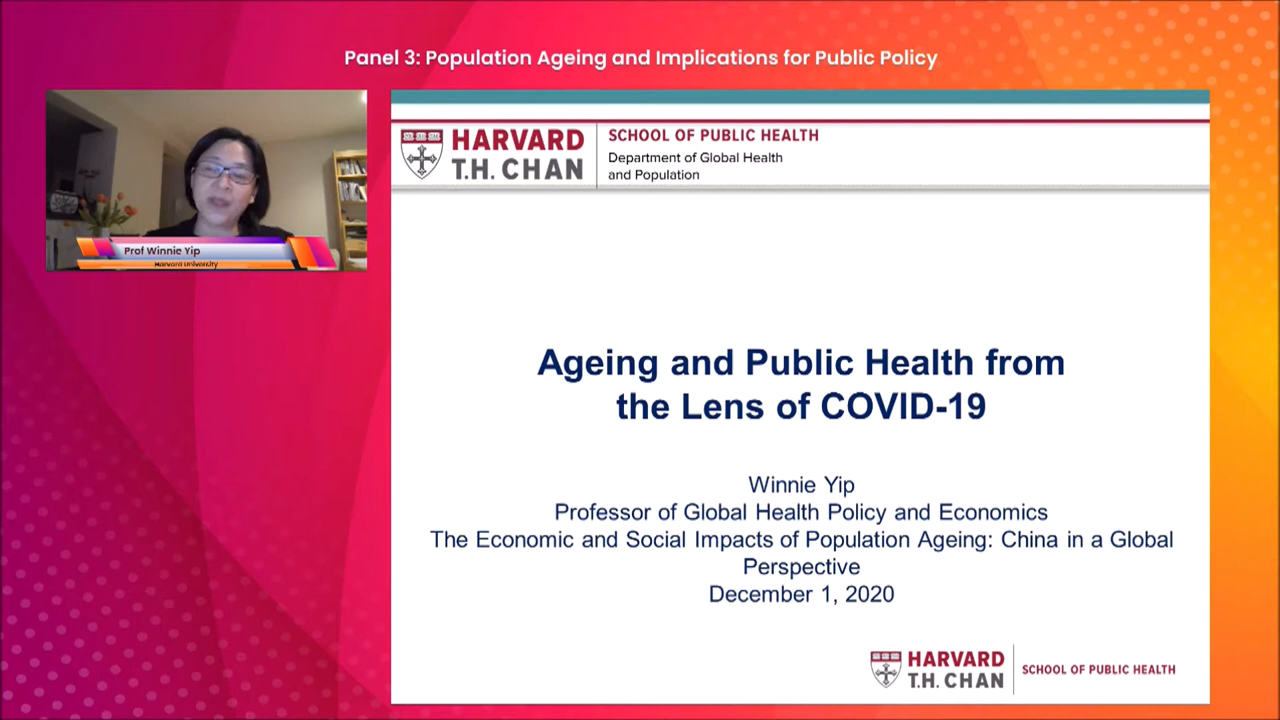 Panel 3: Population Ageing and Implications for Public Policy
Prof Winnie Yip
Harvard University
HARVARD
T.H. CHAN
SCHOOL OF PUBLIC HEALTH
Department of Global Health
and Population
Ageing and Public Health from
the Lens of COVID-19
Winnie Yip
Professor of Global Health Policy and Economics
The Economic and Social Impacts of Population Ageing: China in a Global
Perspective
December 1, 2020
HARVARD
T.H. CHAN
SCHOOL OF PUBLIC HEALTH